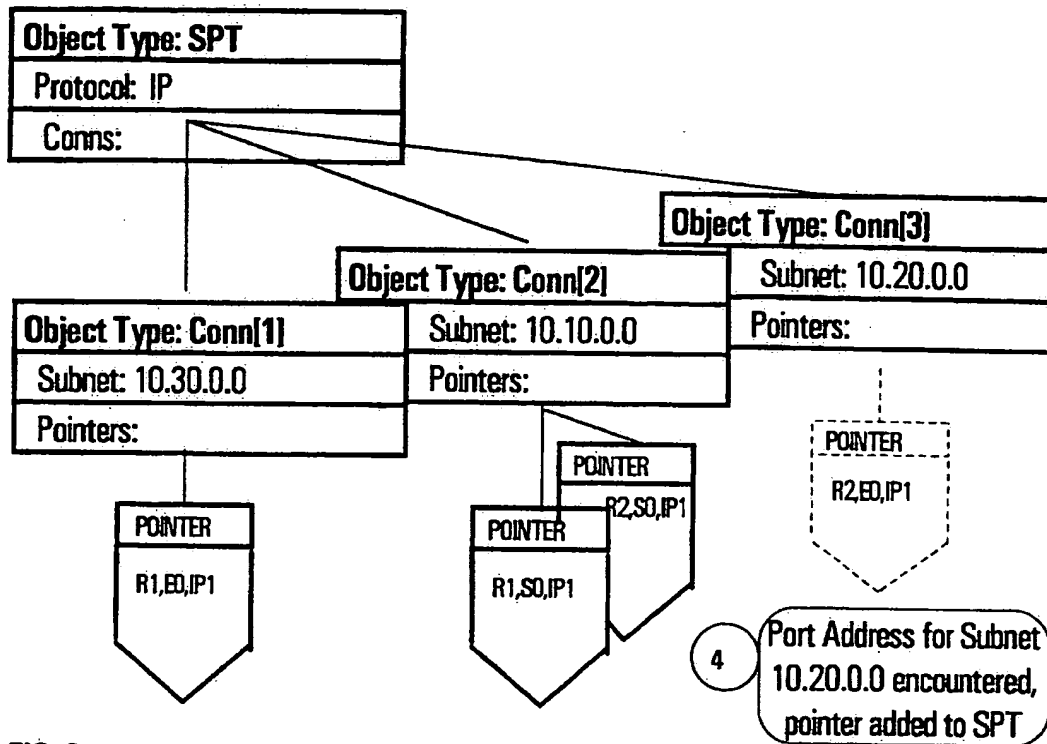 Object Type: SPT
Protocol: IP
Conns:
Object Type: Conn[3]
Subnet: 10.20.0.0
Pointers:
Object Type: Conn[2]
Subnet: 10.10.0.0
Pointers:
Object Type: Conn[1]
Subnet: 10.30.0.0
Pointers:
POINTER
R1,E0,IP1
POINTER
R1,S0,IP1
POINTER
R2,S0,IP1
POINTER
R2,E0,IP1
4
Port Address for Subnet
10.20.0.0 encountered,
pointer added to SPT